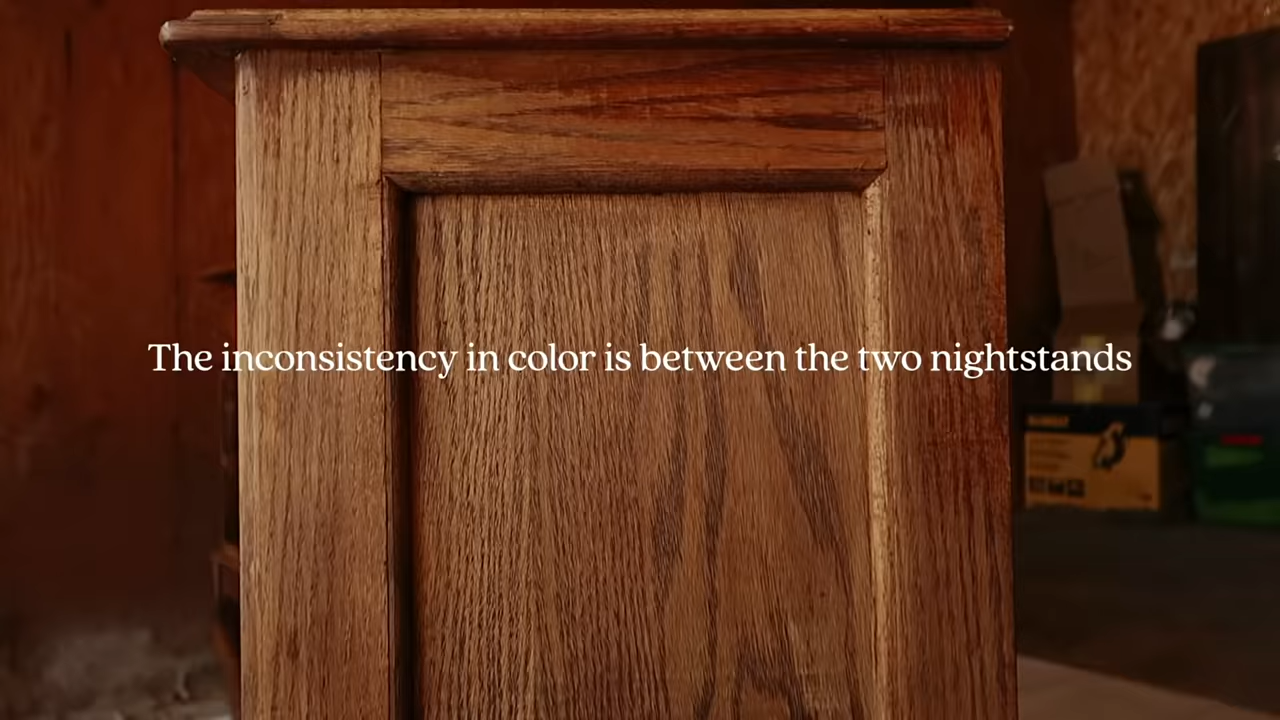 The inconsistency in color is between the two nightstands